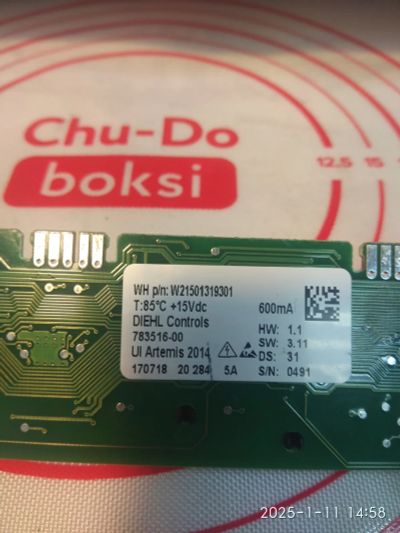 Chu-Do
boksi
12,5 15
WH p/n: W21501319301
T:85°C +15Vdc 600mA
DIEHL Controls
HW: 1.1
783516-00
SW: 3.11
UI Artemis 2014
DS: 31
170718 20 284 5A S/N: 0491
2025-1-11 14:58